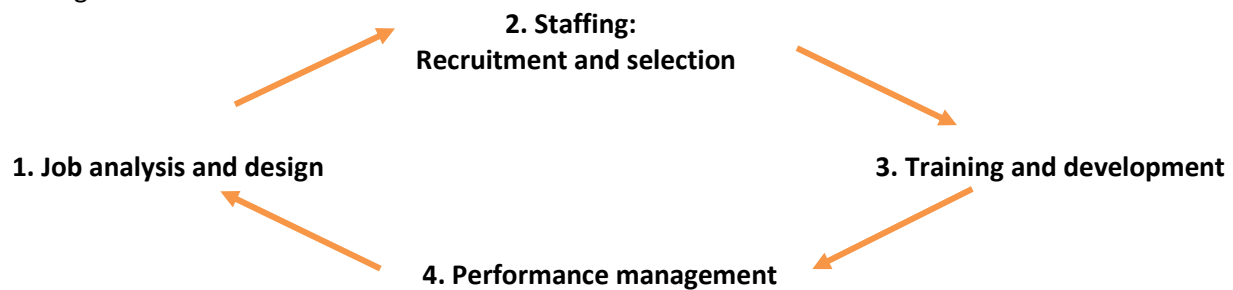 2. Staffing:
Recruitment and selection
1. Job analysis and design
3. Training and development
4. Performance management